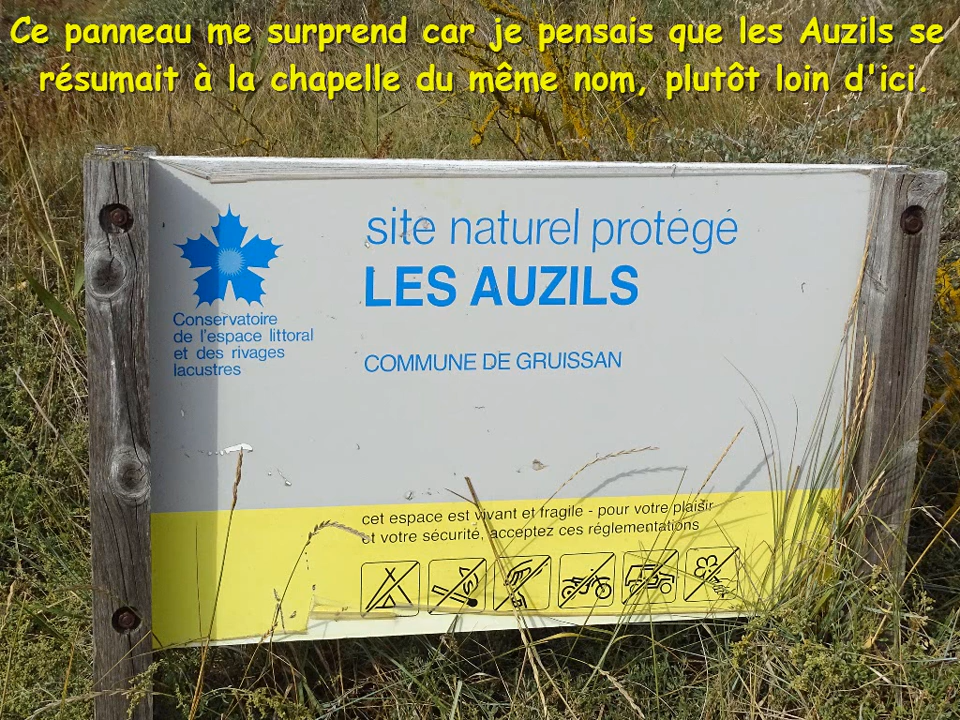 Ce panneau me surprend car je pensais que les Auzils se
résumait à la chapelle du même nom, plutôt loin d'ici.
site naturel protégé
LES AUZILS
Conservatoire
de l'espace littoral
et des rivages
lacustres
COMMUNE DE GRUISSAN
cet espace est vivant et fragile - pour votre plaisir
et votre sécurité, acceptez ces réglementations